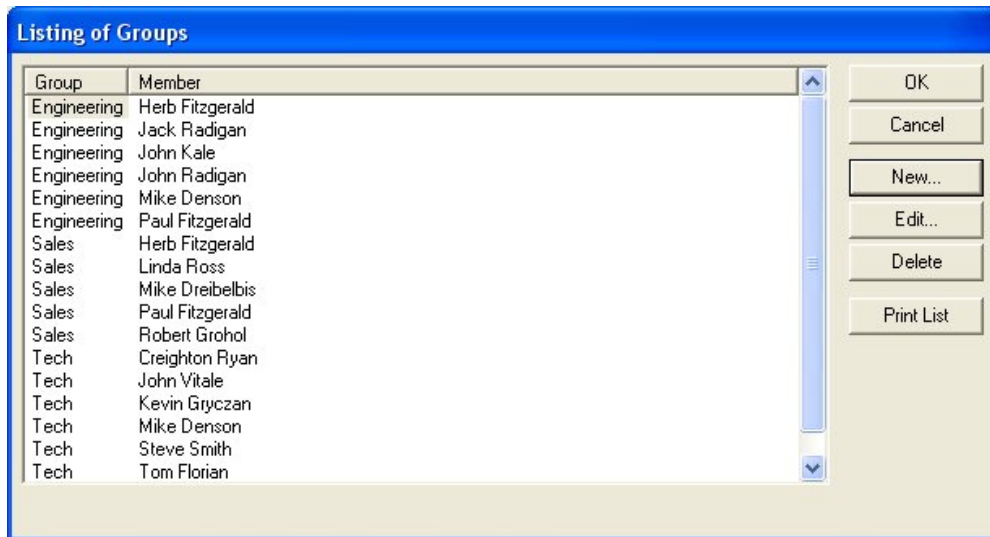 Listing of Groups
Group Member
Engineering Herb Fitzgerald
Engineering Jack Radigan
Engineering John Kale
Engineering John Radigan
Engineering Mike Denson
Engineering Paul Fitzgerald
Sales Herb Fitzgerald
Sales Linda Ross
Sales Mike Dreibelbis
Sales Paul Fitzgerald
Sales Robert Grohol
Tech Creighton Ryan
Tech John Vitale
Tech Kevin Gryczan
Tech Mike Denson
Tech Steve Smith
Tech Tom Florian
OK
Cancel
New...
Edit...
Delete
Print List